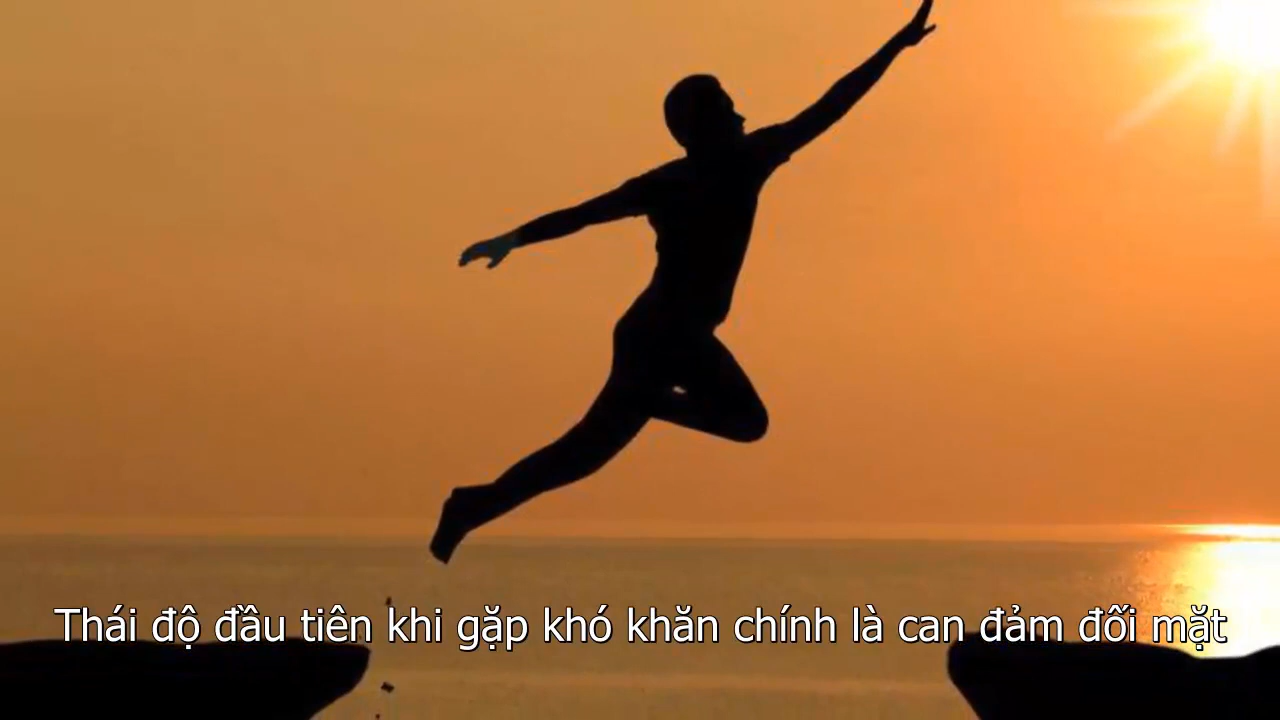 Thái độ đầu tiên khi gặp khó khăn chính là can đảm đối mặt